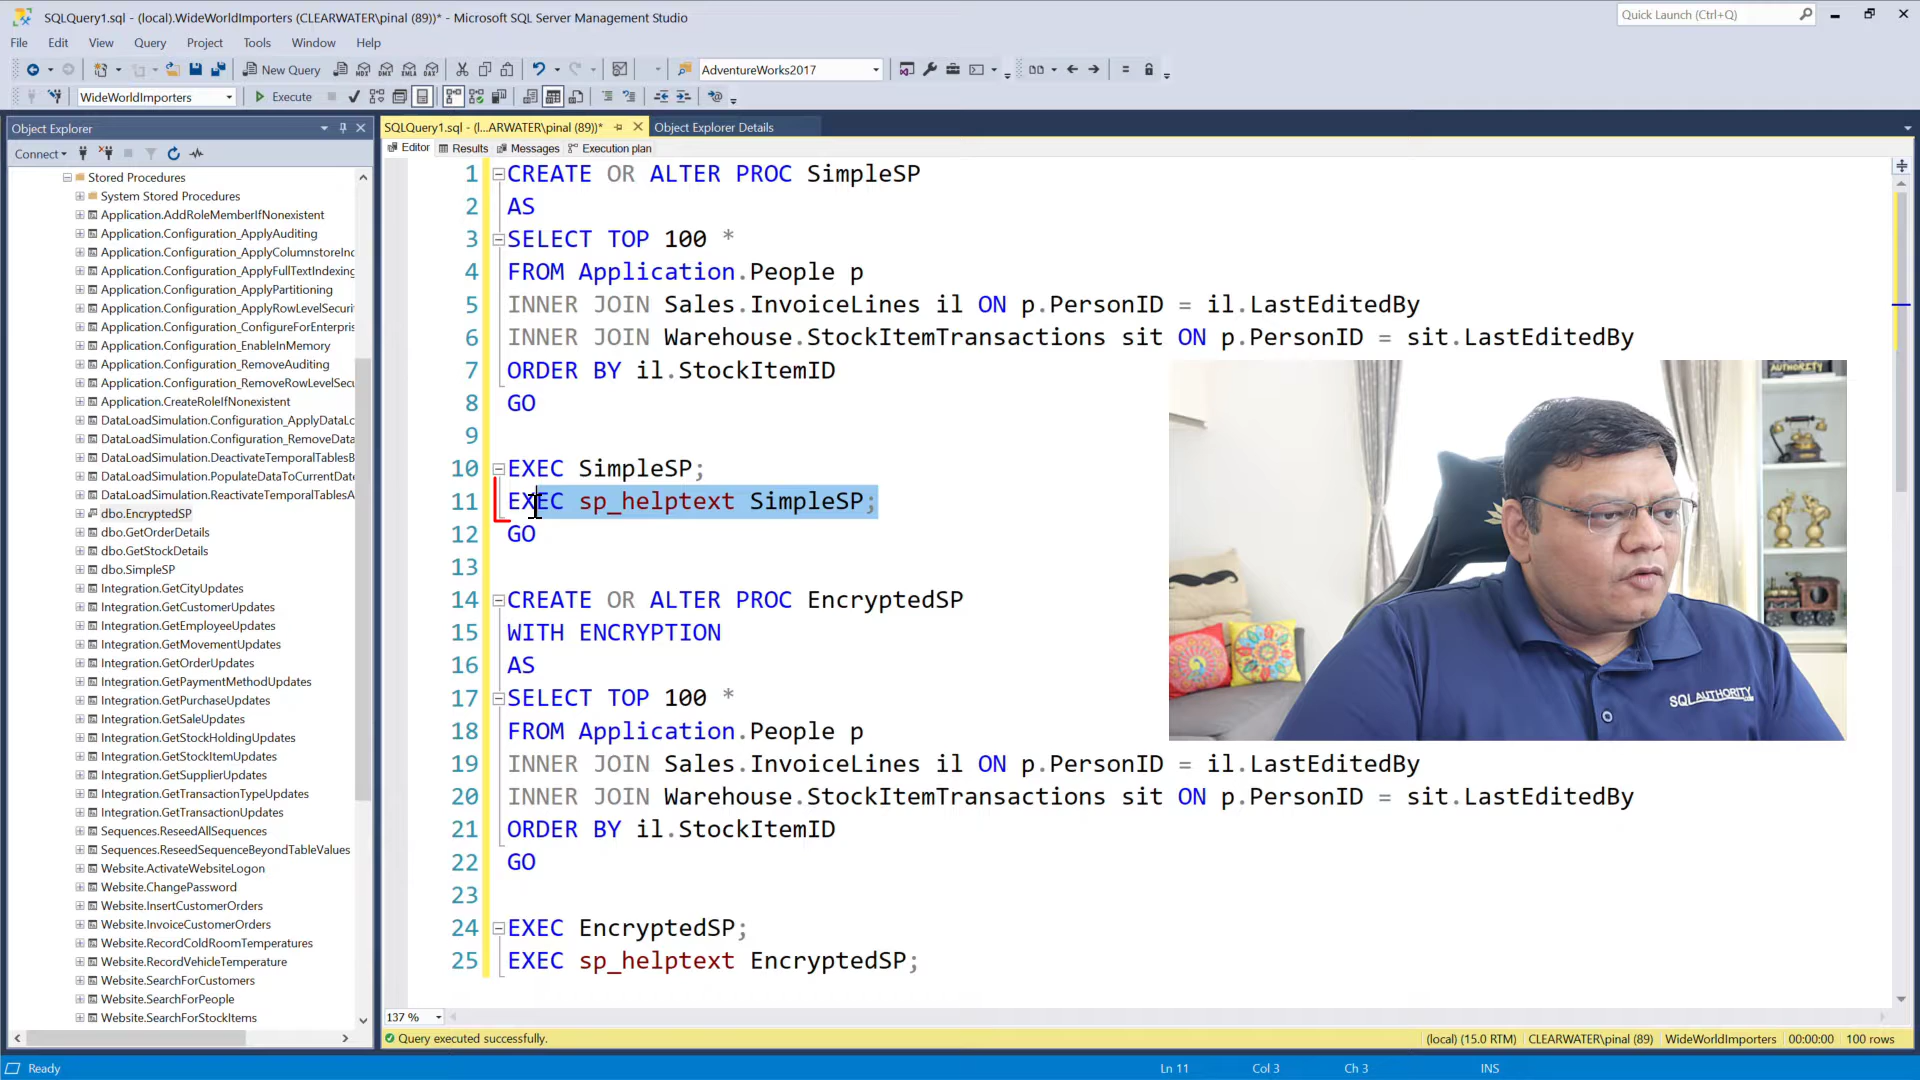 SQLQuery1.sql - (local).WideWorldImporters (CLEARWATER\pinal (89))* - Microsoft SQL Server Management Studio
Quick Launch (Ctrl+Q)
File Edit View Query Project Tools Window Help
New Query MDX DMX XMLA DAX AdventureWorks2017
WideWorldImporters Execute
Object Explorer
Connect
Stored Procedures
System Stored Procedures
Application.AddRoleMemberIfNonexistent
Application.Configuration_ApplyAuditing
Application.Configuration_ApplyColumnstoreInd
Application.Configuration_ApplyFullTextIndexing
Application.Configuration_ApplyPartitioning
Application.Configuration_ApplyRowLevelSecuri
Application.Configuration_ConfigureForEnterpris
Application.Configuration_EnableInMemory
Application.Configuration_RemoveAuditing
Application.Configuration_RemoveRowLevelSecu
Application.CreateRoleIfNonexistent
DataLoadSimulation.Configuration_ApplyDataLo
DataLoadSimulation.Configuration_RemoveData
DataLoadSimulation.DeactivateTemporalTablesB
DataLoadSimulation.PopulateDataToCurrentDate
DataLoadSimulation.ReactivateTemporalTablesA
dbo.EncryptedSP
dbo.GetOrderDetails
dbo.GetStockDetails
dbo.SimpleSP
Integration.GetCityUpdates
Integration.GetCustomerUpdates
Integration.GetEmployeeUpdates
Integration.GetMovementUpdates
Integration.GetOrderUpdates
Integration.GetPaymentMethodUpdates
Integration.GetPurchaseUpdates
Integration.GetSaleUpdates
Integration.GetStockHoldingUpdates
Integration.GetStockItemUpdates
Integration.GetSupplierUpdates
Integration.GetTransactionTypeUpdates
Integration.GetTransactionUpdates
Sequences.ReseedAllSequences
Sequences.ReseedSequenceBeyondTableValues
Website.ActivateWebsiteLogon
Website.ChangePassword
Website.InsertCustomerOrders
Website.InvoiceCustomerOrders
Website.RecordColdRoomTemperatures
Website.RecordVehicleTemperature
Website.SearchForCustomers
Website.SearchForPeople
Website.SearchForStockItems
SQLQuery1.sql - (l...ARWATER\pinal (89))* Object Explorer Details
Editor Results Messages Execution plan
1 CREATE OR ALTER PROC SimpleSP
2 AS
3 SELECT TOP 100 *
4 FROM Application.People p
5 INNER JOIN Sales.InvoiceLines il ON p.PersonID = il.LastEditedBy
6 INNER JOIN Warehouse.StockItemTransactions sit ON p.PersonID = sit.LastEditedBy
7 ORDER BY il.StockItemID
8 GO
9
10 EXEC SimpleSP;
11 EXEC sp_helptext SimpleSP;
12 GO
13
14 CREATE OR ALTER PROC EncryptedSP
15 WITH ENCRYPTION
16 AS
17 SELECT TOP 100 *
18 FROM Application.People p
19 INNER JOIN Sales.InvoiceLines il ON p.PersonID = il.LastEditedBy
20 INNER JOIN Warehouse.StockItemTransactions sit ON p.PersonID = sit.LastEditedBy
21 ORDER BY il.StockItemID
22 GO
23
24 EXEC EncryptedSP;
25 EXEC sp_helptext EncryptedSP;
AUTHORITY
SQLAUTHORITY
.COM
137 %
Query executed successfully. (local) (15.0 RTM) CLEARWATER\pinal (89) WideWorldImporters 00:00:00 100 rows
Ready Ln 11 Col 3 Ch 3 INS